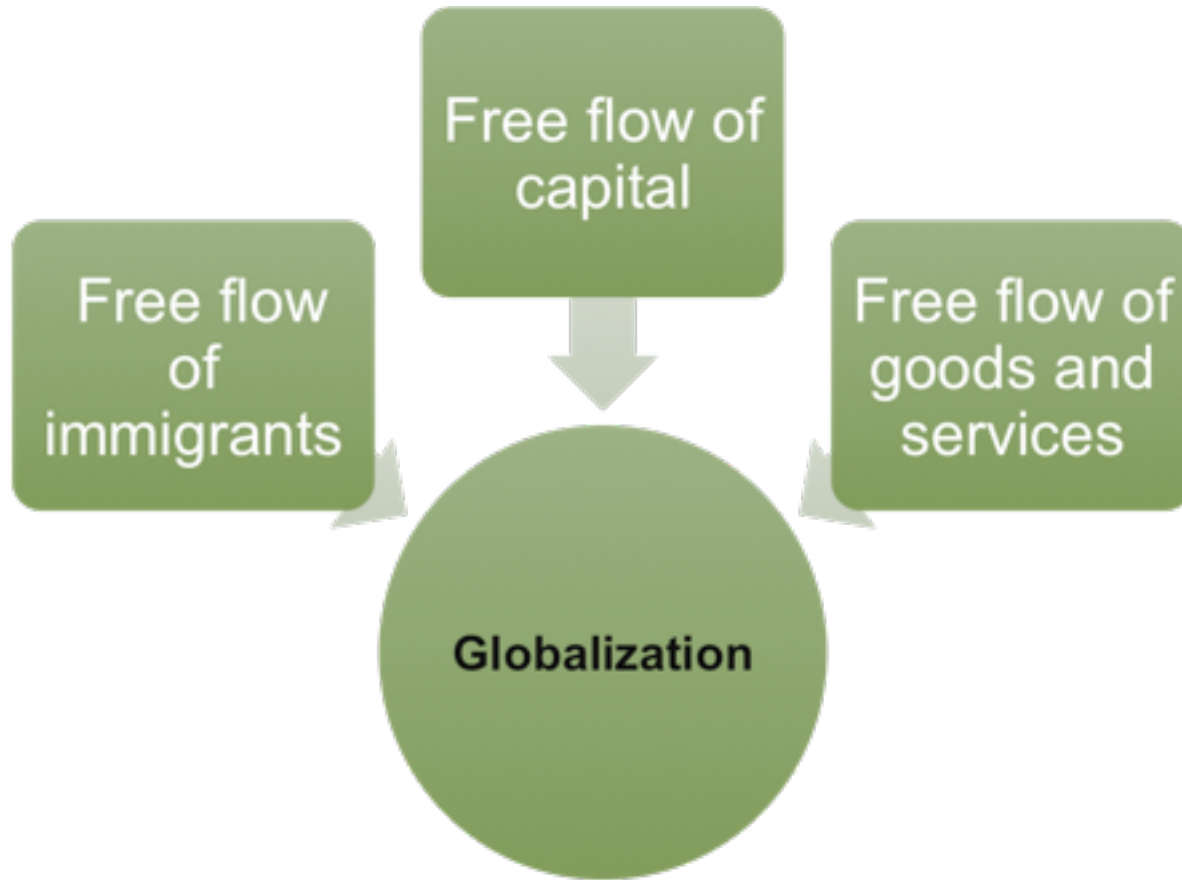 Free flow of
capital
Free flow
of
immigrants
Free flow of
goods and
services
Globalization